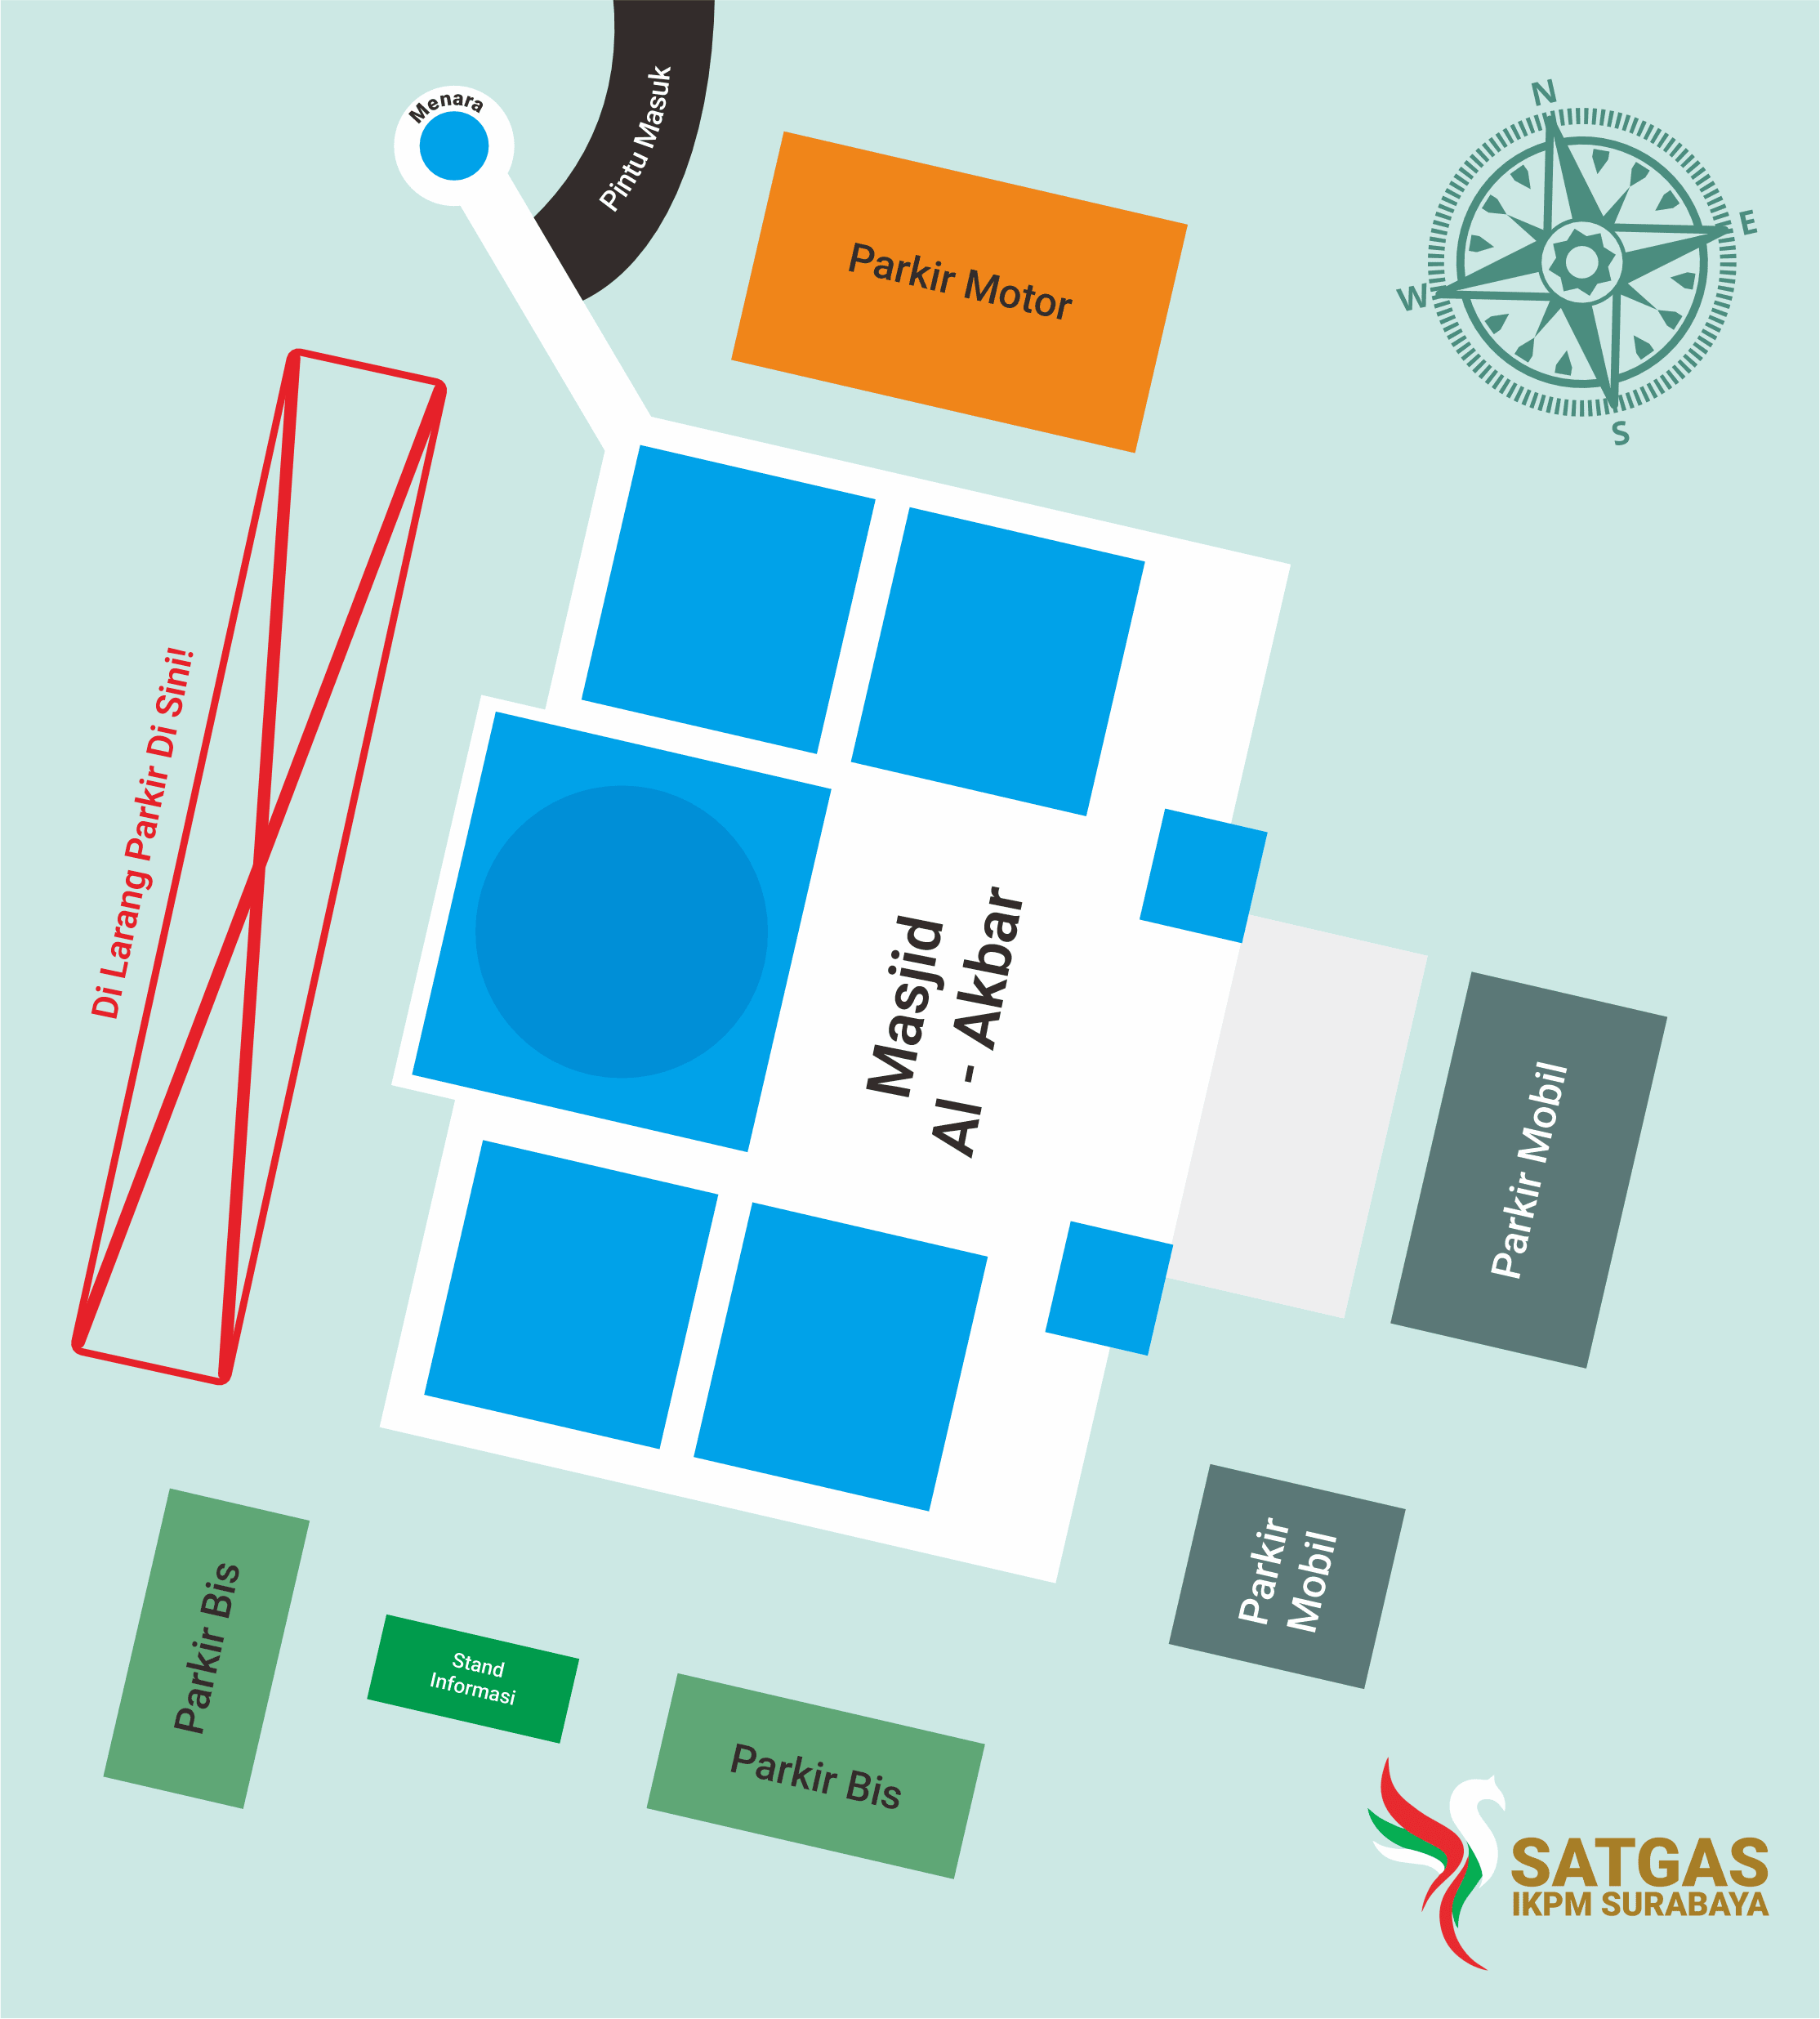 Menara
Pintu Masuk
N
E
W
S
Parkir Motor
Di Larang Parkir Di Sini!
Masjid
Al - Akbar
Parkir Mobil
Parkir
Mobil
Parkir Bis
Stand
Informasi
Parkir Bis
SATGAS
IKPM SURABAYA